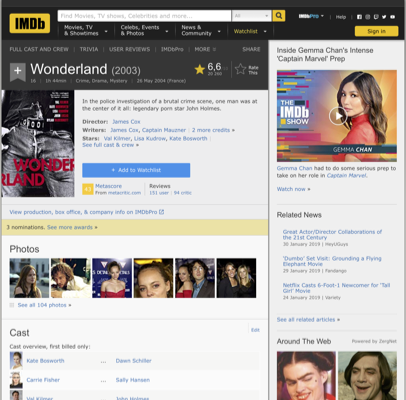 IMDb
Find Movies, TV shows, Celebrities and more...
All
IMDbPro
Help
Movies, TV & Showtimes
Celebs, Events & Photos
News & Community
Watchlist
Sign in
FULL CAST AND CREW | TRIVIA | USER REVIEWS | IMDbPro | MORE
SHARE
Wonderland (2003)
6,6
Rate This
16 | 1h 44min | Crime, Drama, Mystery | 26 May 2004 (France)
WONDERLAND
In the police investigation of a brutal crime scene, one man was at the center of it all: legendary porn star John Holmes.
Director: James Cox
Writers: James Cox, Captain Mauzner | 2 more credits »
Stars: Val Kilmer, Lisa Kudrow, Kate Bosworth |
See full cast & crew »
+ Add to Watchlist
Metascore
From metacritic.com
Reviews
151 user | 94 critic
View production, box office, & company info on IMDbPro
3 nominations. See more awards »
Photos
See all 104 photos »
Cast
Edit
Cast overview, first billed only:
Kate Bosworth ... Dawn Schiller
Carrie Fisher ... Sally Hansen
Val Kilmer ... John Holmes
Inside Gemma Chan's Intense
'Captain Marvel' Prep
THE IMDb SHOW
GEMMA CHAN
Gemma Chan had to do some serious prep to take on her role in Captain Marvel.
Watch now »
Related News
Great Actor/Director Collaborations of the 21st Century
30 January 2019 | HeyUGuys
'Dumbo' Set Visit: Grounding a Flying Elephant Movie
29 January 2019 | Fandango
Netflix Casts 6-Foot-1 Newcomer for 'Tall Girl' Movie
24 January 2019 | Variety
See all related articles »
Around The Web
Powered by ZergNet